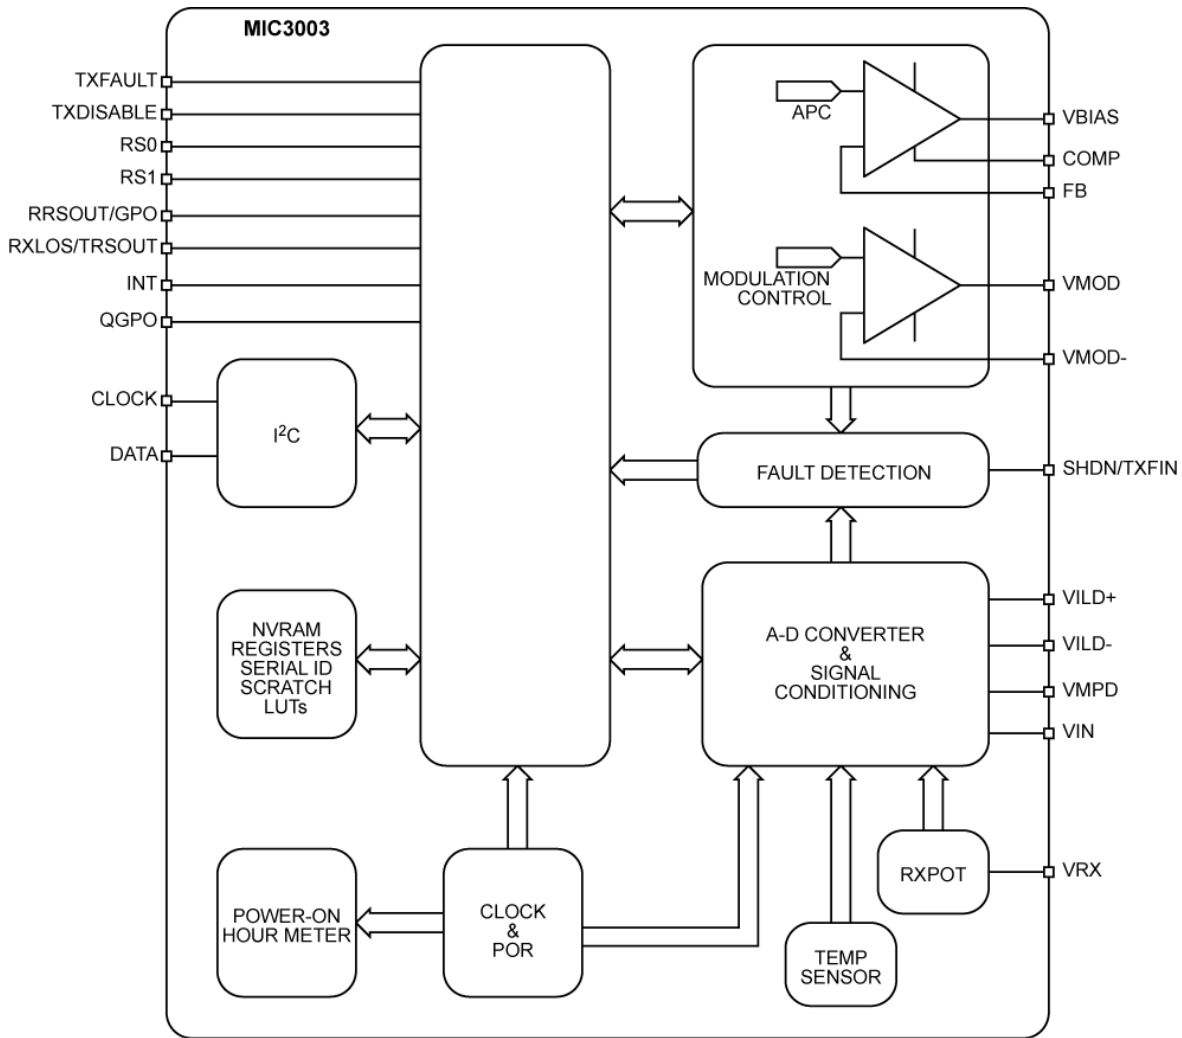 MIC3003
TXFAULT
TXDISABLE
RS0
RS1
RRSOUT/GPO
RXLOS/TRSOUT
INT
QGPO
CLOCK
DATA
I²C
NVRAM
REGISTERS
SERIAL ID
SCRATCH
LUTs
POWER-ON
HOUR METER
CLOCK
&
POR
APC
MODULATION
CONTROL
FAULT DETECTION
A-D CONVERTER
&
SIGNAL
CONDITIONING
TEMP
SENSOR
RXPOT
VBIAS
COMP
FB
VMOD
VMOD-
SHDN/TXFIN
VILD+
VILD-
VMPD
VIN
VRX